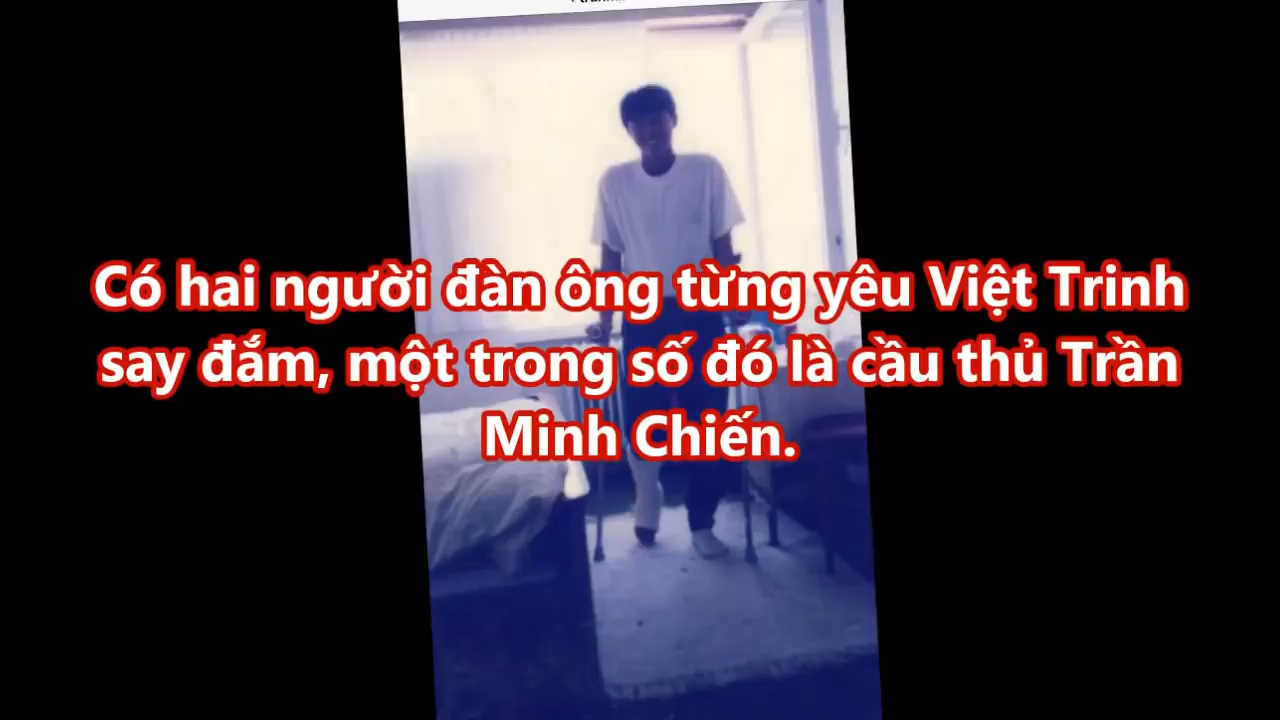 Có hai người đàn ông từng yêu Việt Trinh
say đắm, một trong số đó là cầu thủ Trần
Minh Chiến.